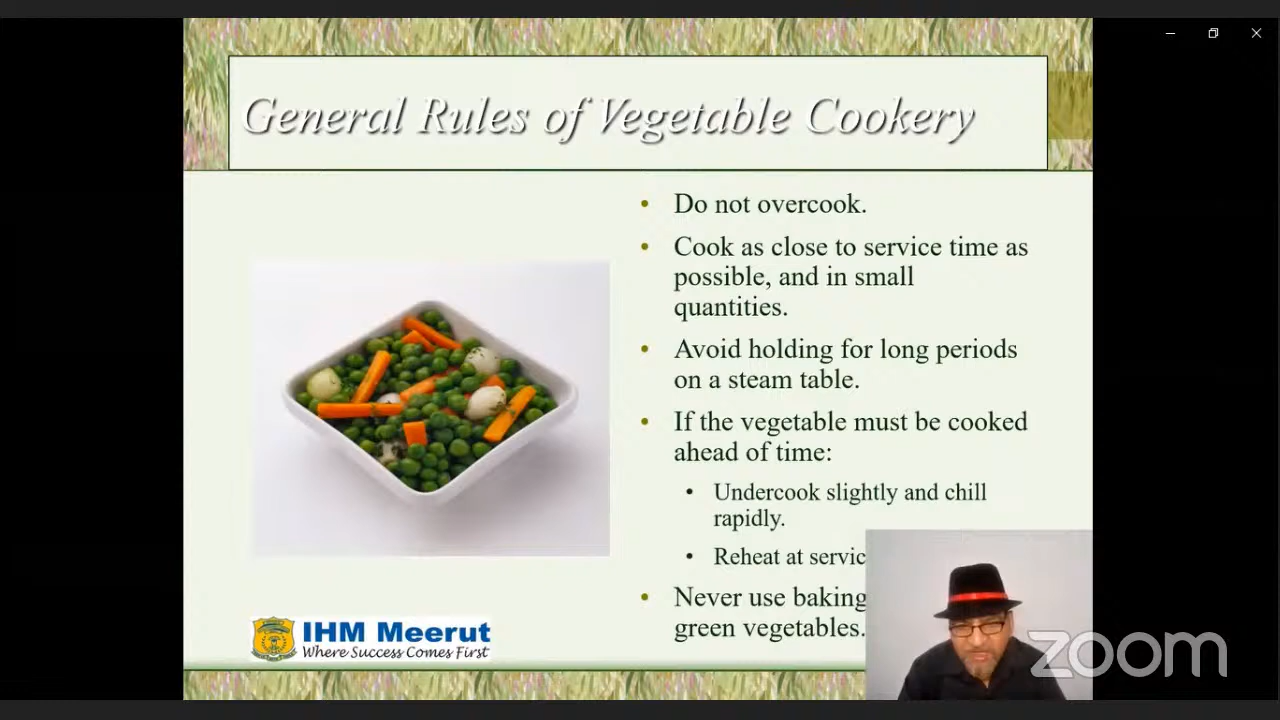 General Rules of Vegetable Cookery
• Do not overcook.
• Cook as close to service time as
possible, and in small
quantities.
• Avoid holding for long periods
on a steam table.
• If the vegetable must be cooked
ahead of time:
• Undercook slightly and chill
rapidly.
• Reheat at servic
• Never use baking
green vegetables.
IHM Meerut
Where Success Comes First
zoom